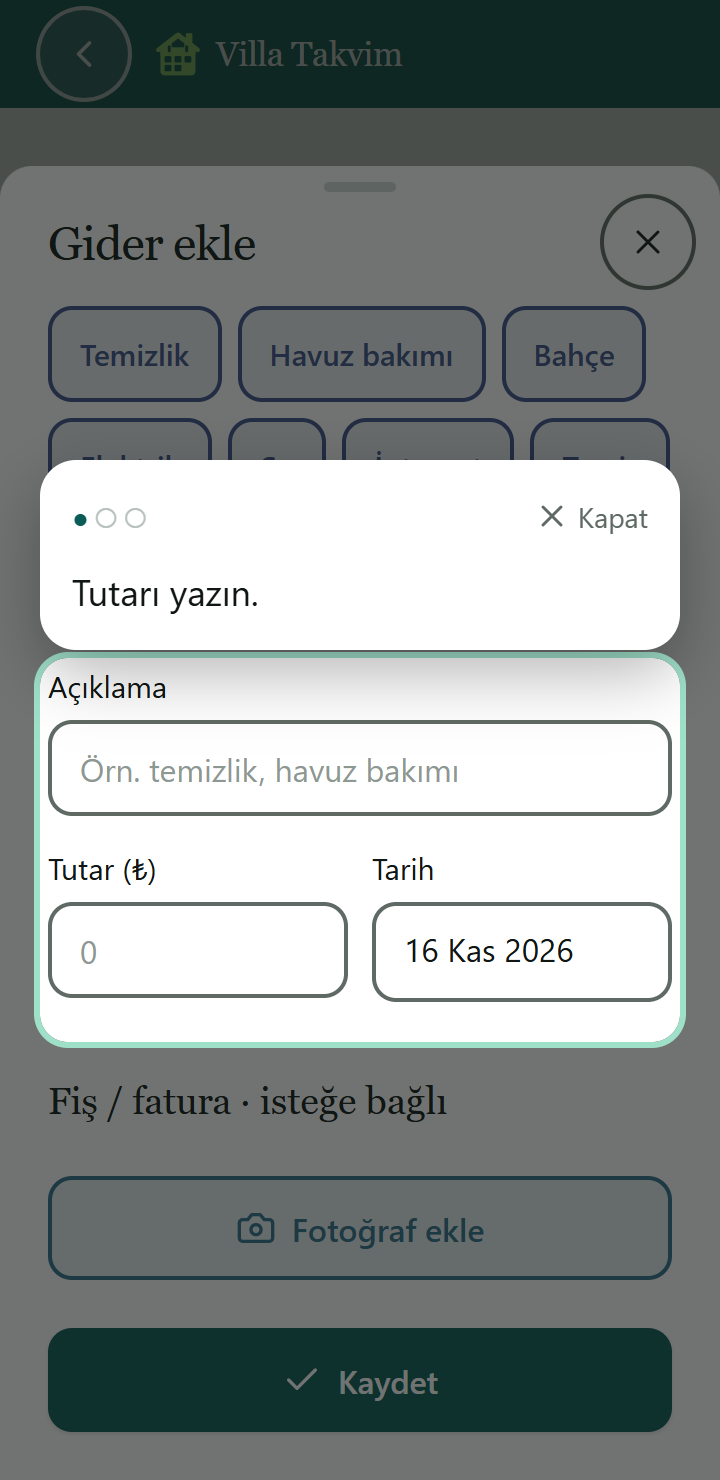 Villa Takvim
Gider ekle
Temizlik
Havuz bakımı
Bahçe
Kapat
Tutarı yazın.
Açıklama
Örn. temizlik, havuz bakımı
Tutar (₺)
Tarih
0
16 Kas 2026
Fiş / fatura · isteğe bağlı
Fotoğraf ekle
Kaydet